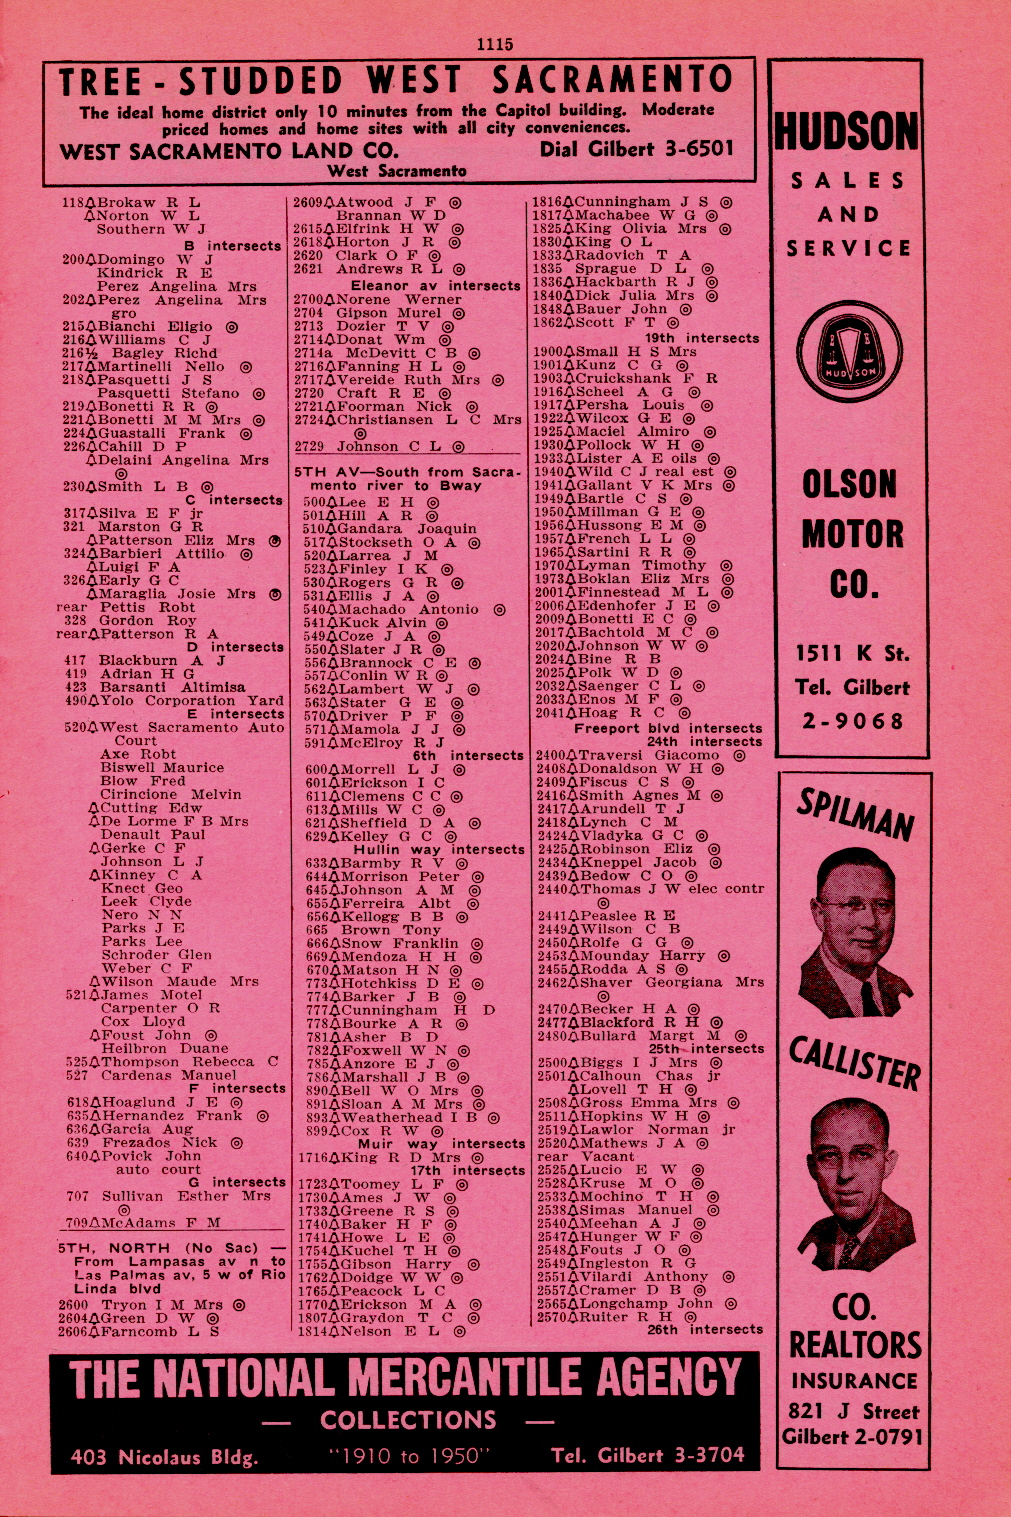 1115
TREE - STUDDED WEST SACRAMENTO
The ideal home district only 10 minutes from the Capitol building. Moderate
priced homes and home sites with all city conveniences.
WEST SACRAMENTO LAND CO. Dial Gilbert 3-6501
West Sacramento
118△Brokaw R L
△Norton W L
Southern W J
B intersects
200△Domingo W J
Kindrick R E
Perez Angelina Mrs
202△Perez Angelina Mrs
gro
215△Bianchi Eligio ◎
216△Williams C J
216½ Bagley Richd
217△Martinelli Nello ◎
218△Pasquetti J S
Pasquetti Stefano ◎
219△Bonetti R R ◎
221△Bonetti M M Mrs ◎
224△Guastalli Frank ◎
226△Cahill D P
△Delaini Angelina Mrs
◎
230△Smith L B ◎
C intersects
317△Silva E F jr
321 Marston G R
△Patterson Eliz Mrs ◎
324△Barbieri Attilio ◎
△Luigi F A
326△Early G C
△Maraglia Josie Mrs ◎
rear Pettis Robt
328 Gordon Roy
rear△Patterson R A
D intersects
417 Blackburn A J
419 Adrian H G
423 Barsanti Altimisa
490△Yolo Corporation Yard
E intersects
520△West Sacramento Auto
Court
Axe Robt
Biswell Maurice
Blow Fred
Cirincione Melvin
△Cutting Edw
△De Lorme F B Mrs
Denault Paul
△Gerke C F
Johnson L J
△Kinney C A
Knect Geo
Leek Clyde
Nero N N
Parks J E
Parks Lee
Schroder Glen
Weber C F
△Wilson Maude Mrs
521△James Motel
Carpenter O R
Cox Lloyd
△Foust John ◎
Heilbron Duane
525△Thompson Rebecca C
527 Cardenas Manuel
F intersects
618△Hoaglund J E ◎
635△Hernandez Frank ◎
636△Garcia Aug
639 Frezados Nick ◎
640△Povick John
auto court
G intersects
707 Sullivan Esther Mrs
◎
709△McAdams F M
5TH, NORTH (No Sac) —
From Lampasas av n to
Las Palmas av, 5 w of Rio
Linda blvd
2600 Tryon I M Mrs ◎
2604△Green D W ◎
2606△Farncomb L S
2609△Atwood J F ◎
Brannan W D
2615△Elfrink H W ◎
2618△Horton J R ◎
2620 Clark O F ◎
2621 Andrews R L ◎
Eleanor av intersects
2700△Norene Werner
2704 Gipson Murel ◎
2713 Dozier T V ◎
2714△Donat Wm ◎
2714a McDevitt C B ◎
2716△Fanning H L ◎
2717△Vereide Ruth Mrs ◎
2720 Craft R E ◎
2721△Foorman Nick ◎
2724△Christiansen L C Mrs
◎
2729 Johnson C L ◎
5TH AV—South from Sacra-
mento river to Bway
500△Lee E H ◎
501△Hill A R ◎
510△Gandara Joaquin
517△Stockseth O A ◎
520△Larrea J M
523△Finley I K ◎
530△Rogers G R ◎
531△Ellis J A ◎
540△Machado Antonio ◎
541△Kuck Alvin ◎
549△Coze J A ◎
550△Slater J R ◎
556△Brannock C E ◎
557△Conlin W R ◎
562△Lambert W J ◎
563△Stater G E ◎
570△Driver P F ◎
571△Mamola J J ◎
591△McElroy R J
6th intersects
600△Morrell L J ◎
601△Erickson I C
611△Clemens C C ◎
613△Mills W C ◎
621△Sheffield D A ◎
629△Kelley G C ◎
Hullin way intersects
633△Barmby R V ◎
644△Morrison Peter ◎
645△Johnson A M ◎
655△Ferreira Albt ◎
656△Kellogg B B ◎
665 Brown Tony
666△Snow Franklin ◎
669△Mendoza H H ◎
670△Matson H N ◎
773△Hotchkiss D E ◎
774△Barker J B ◎
777△Cunningham H D
778△Bourke A R ◎
781△Asher B D
782△Foxwell W N ◎
785△Anzore E J ◎
786△Marshall J B ◎
890△Bell W O Mrs ◎
891△Sloan A M Mrs ◎
893△Weatherhead I B ◎
899△Cox R W ◎
Muir way intersects
1716△King R D Mrs ◎
17th intersects
1723△Toomey L F ◎
1730△Ames J W ◎
1733△Greene R S ◎
1740△Baker H F ◎
1741△Howe L E ◎
1754△Kuchel T H ◎
1755△Gibson Harry ◎
1762△Doidge W W ◎
1765△Peacock L C
1770△Erickson M A ◎
1807△Graydon T C ◎
1814△Nelson E L ◎
1816△Cunningham J S ◎
1817△Machabee W G ◎
1825△King Olivia Mrs ◎
1830△King O L
1833△Radovich T A
1835 Sprague D L ◎
1836△Hackbarth R J ◎
1840△Dick Julia Mrs ◎
1848△Bauer John ◎
1862△Scott F T ◎
19th intersects
1900△Small H S Mrs
1901△Kunz C G ◎
1903△Cruickshank F R
1916△Scheel A G ◎
1917△Persha Louis ◎
1922△Wilcox G E ◎
1925△Maciel Almiro ◎
1930△Pollock W H ◎
1933△Lister A E oils ◎
1940△Wild C J real est ◎
1941△Gallant V K Mrs ◎
1949△Bartle C S ◎
1950△Millman G E ◎
1956△Hussong E M ◎
1957△French L L ◎
1965△Sartini R R ◎
1970△Lyman Timothy ◎
1973△Boklan Eliz Mrs ◎
2001△Finnestead M L ◎
2006△Edenhofer J E ◎
2009△Bonetti E C ◎
2017△Bachtold M C ◎
2020△Johnson W W ◎
2024△Bine R B
2025△Polk W D ◎
2032△Saenger C L ◎
2033△Enos M F ◎
2041△Hoag R C ◎
Freeport blvd intersects
24th intersects
2400△Traversi Giacomo ◎
2408△Donaldson W H ◎
2409△Fiscus C S ◎
2416△Smith Agnes M ◎
2417△Arundell T J
2418△Lynch C M
2424△Vladyka G C ◎
2425△Robinson Eliz ◎
2434△Kneppel Jacob ◎
2439△Bedow C O ◎
2440△Thomas J W elec contr
◎
2441△Peaslee R E
2449△Wilson C B
2450△Rolfe G G ◎
2453△Mounday Harry ◎
2455△Rodda A S ◎
2462△Shaver Georgiana Mrs
◎
2470△Becker H A ◎
2477△Blackford R H ◎
2480△Bullard Margt M ◎
25th intersects
2500△Biggs I J Mrs ◎
2501△Calhoun Chas jr
△Lovell T H ◎
2508△Gross Emma Mrs ◎
2511△Hopkins W H ◎
2519△Lawlor Norman jr
2520△Mathews J A ◎
rear Vacant
2525△Lucio E W ◎
2528△Kruse M O ◎
2533△Mochino T H ◎
2538△Simas Manuel ◎
2540△Meehan A J ◎
2547△Hunger W F ◎
2548△Fouts J O ◎
2549△Ingleston R G
2551△Vilardi Anthony ◎
2557△Cramer D B ◎
2565△Longchamp John ◎
2570△Ruiter R H ◎
26th intersects
HUDSON
SALES
AND
SERVICE
HUDSON
OLSON
MOTOR
CO.
1511 K St.
Tel. Gilbert
2-9068
SPILMAN
CALLISTER
CO.
REALTORS
INSURANCE
821 J Street
Gilbert 2-0791
THE NATIONAL MERCANTILE AGENCY
— COLLECTIONS —
403 Nicolaus Bldg. "1910 to 1950" Tel. Gilbert 3-3704